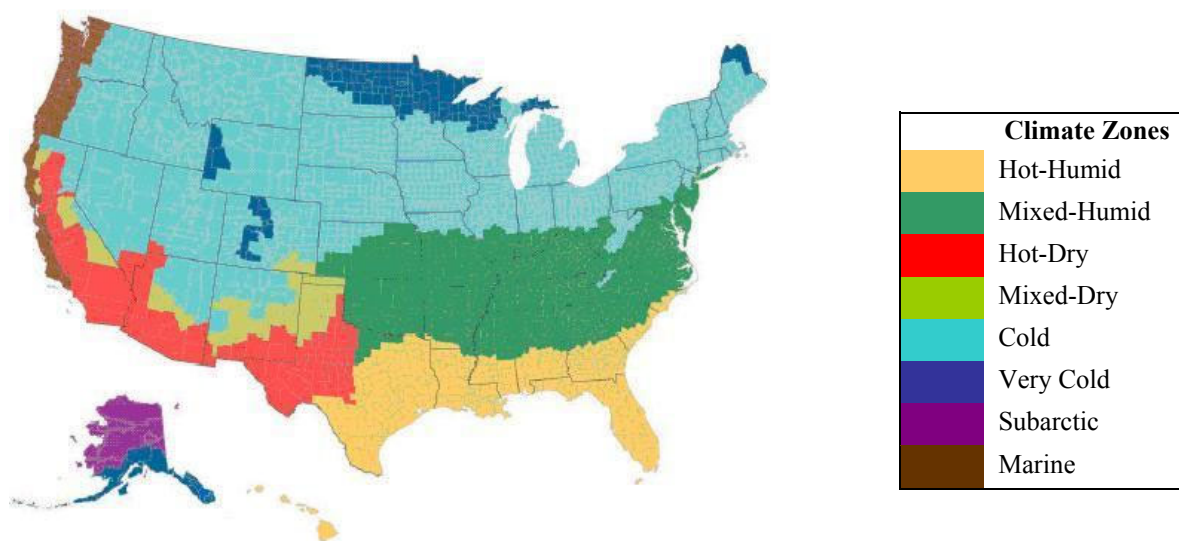 Climate Zones
Hot-Humid
Mixed-Humid
Hot-Dry
Mixed-Dry
Cold
Very Cold
Subarctic
Marine